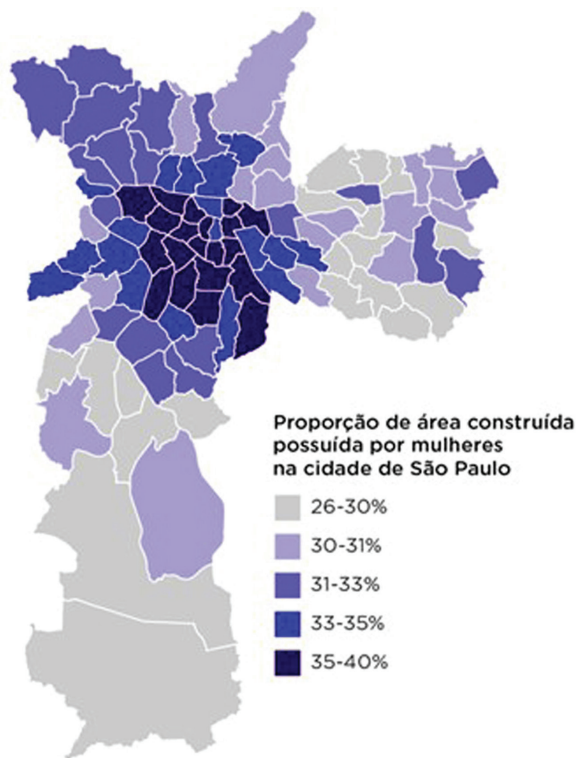 Proporção de área construída
possuída por mulheres
na cidade de São Paulo
26-30%
30-31%
31-33%
33-35%
35-40%